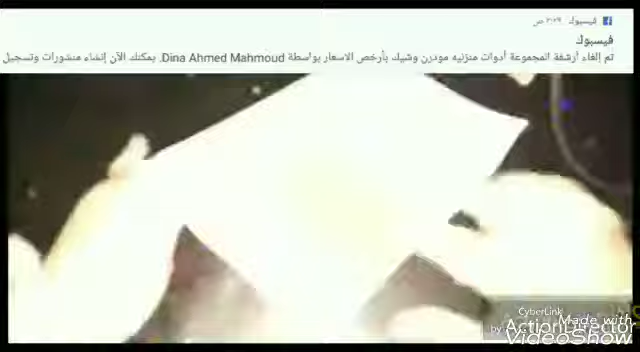 فيسبوك
فيسبوك
تم إلغاء أرشفة المجموعة أدوات منزليه مودرن وشيك بأرخص الاسعار بواسطة Dina Ahmed Mahmoud. يمكنك الآن إنشاء منشورات وتسجيل
CyberLink
Made with
by ActionDirector
VideoShow